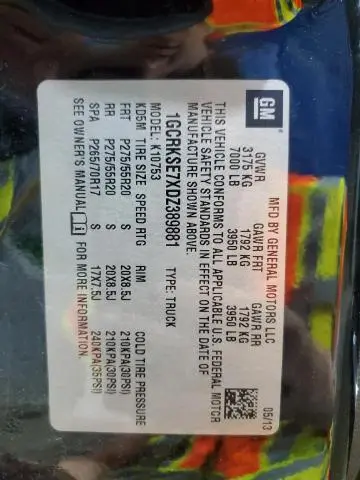 GM
MFD BY GENERAL MOTORS LLC 05/13
GVWR GAWR FRT GAWR RR
3175 KG 1792 KG 1792 KG
7000 LB 3950 LB 3950 LB
THIS VEHICLE CONFORMS TO ALL APPLICABLE U.S. FEDERAL MOTOR
VEHICLE SAFETY STANDARDS IN EFFECT ON THE DATE OF
MANUFACTURE SHOWN ABOVE.
1GCRKSE7XDZ389881 TYPE: TRUCK
MODEL: K10753
KD5M TIRE SIZE SPEED RTG RIM COLD TIRE PRESSURE
FRT P275/55R20 S 20X8.5J 210KPA(30PSI)
RR P275/55R20 S 20X8.5J 210KPA(30PSI)
SPA P265/70R17 S 17X7.5J 240KPA(35PSI)
SEE OWNER'S MANUAL FOR MORE INFORMATION.